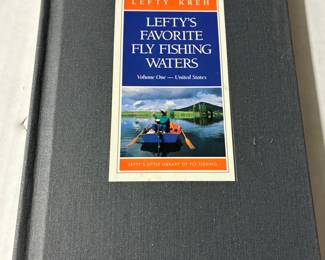 LEFTY KREH
LEFTY'S
FAVORITE
FLY FISHING
WATERS
Volume One — United States
LEFTY'S LITTLE LIBRARY OF FLY FISHING